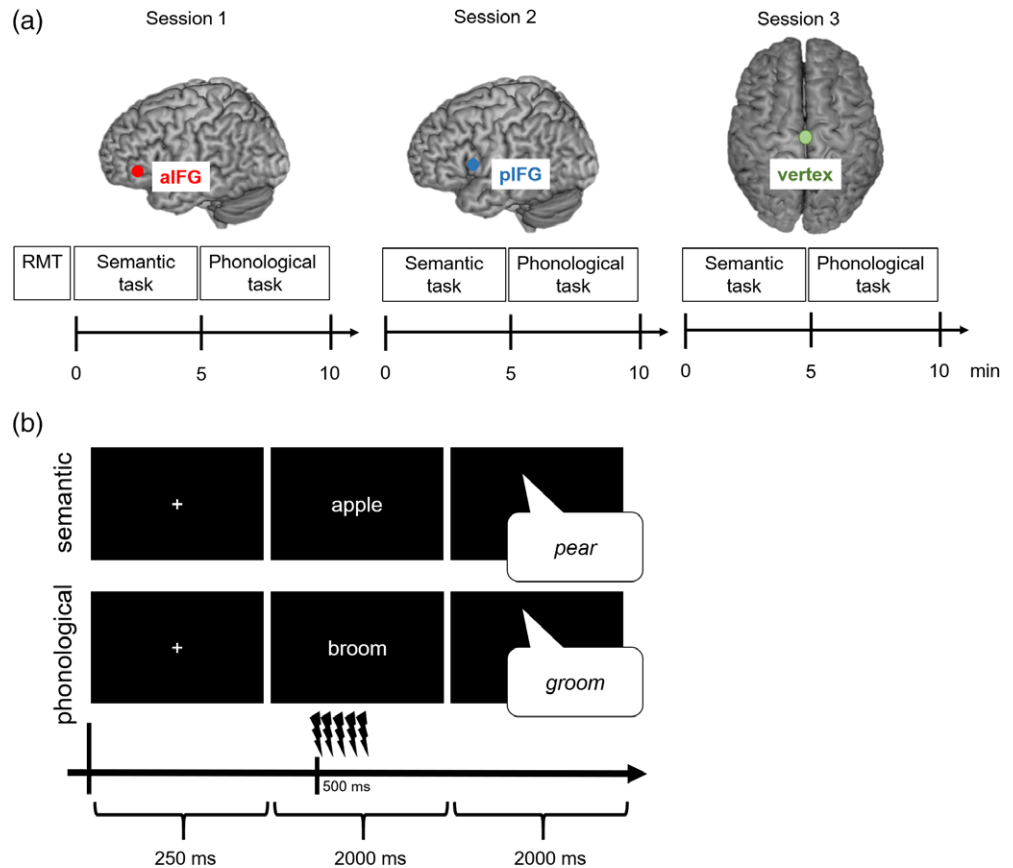 (a)
Session 1
Session 2
Session 3
aIFG
pIFG
vertex
RMT
Semantic
task
Phonological
task
Semantic
task
Phonological
task
Semantic
task
Phonological
task
0
5
10
0
5
10
0
5
10
min
(b)
semantic
+
apple
pear
phonological
+
broom
groom
500 ms
250 ms
2000 ms
2000 ms